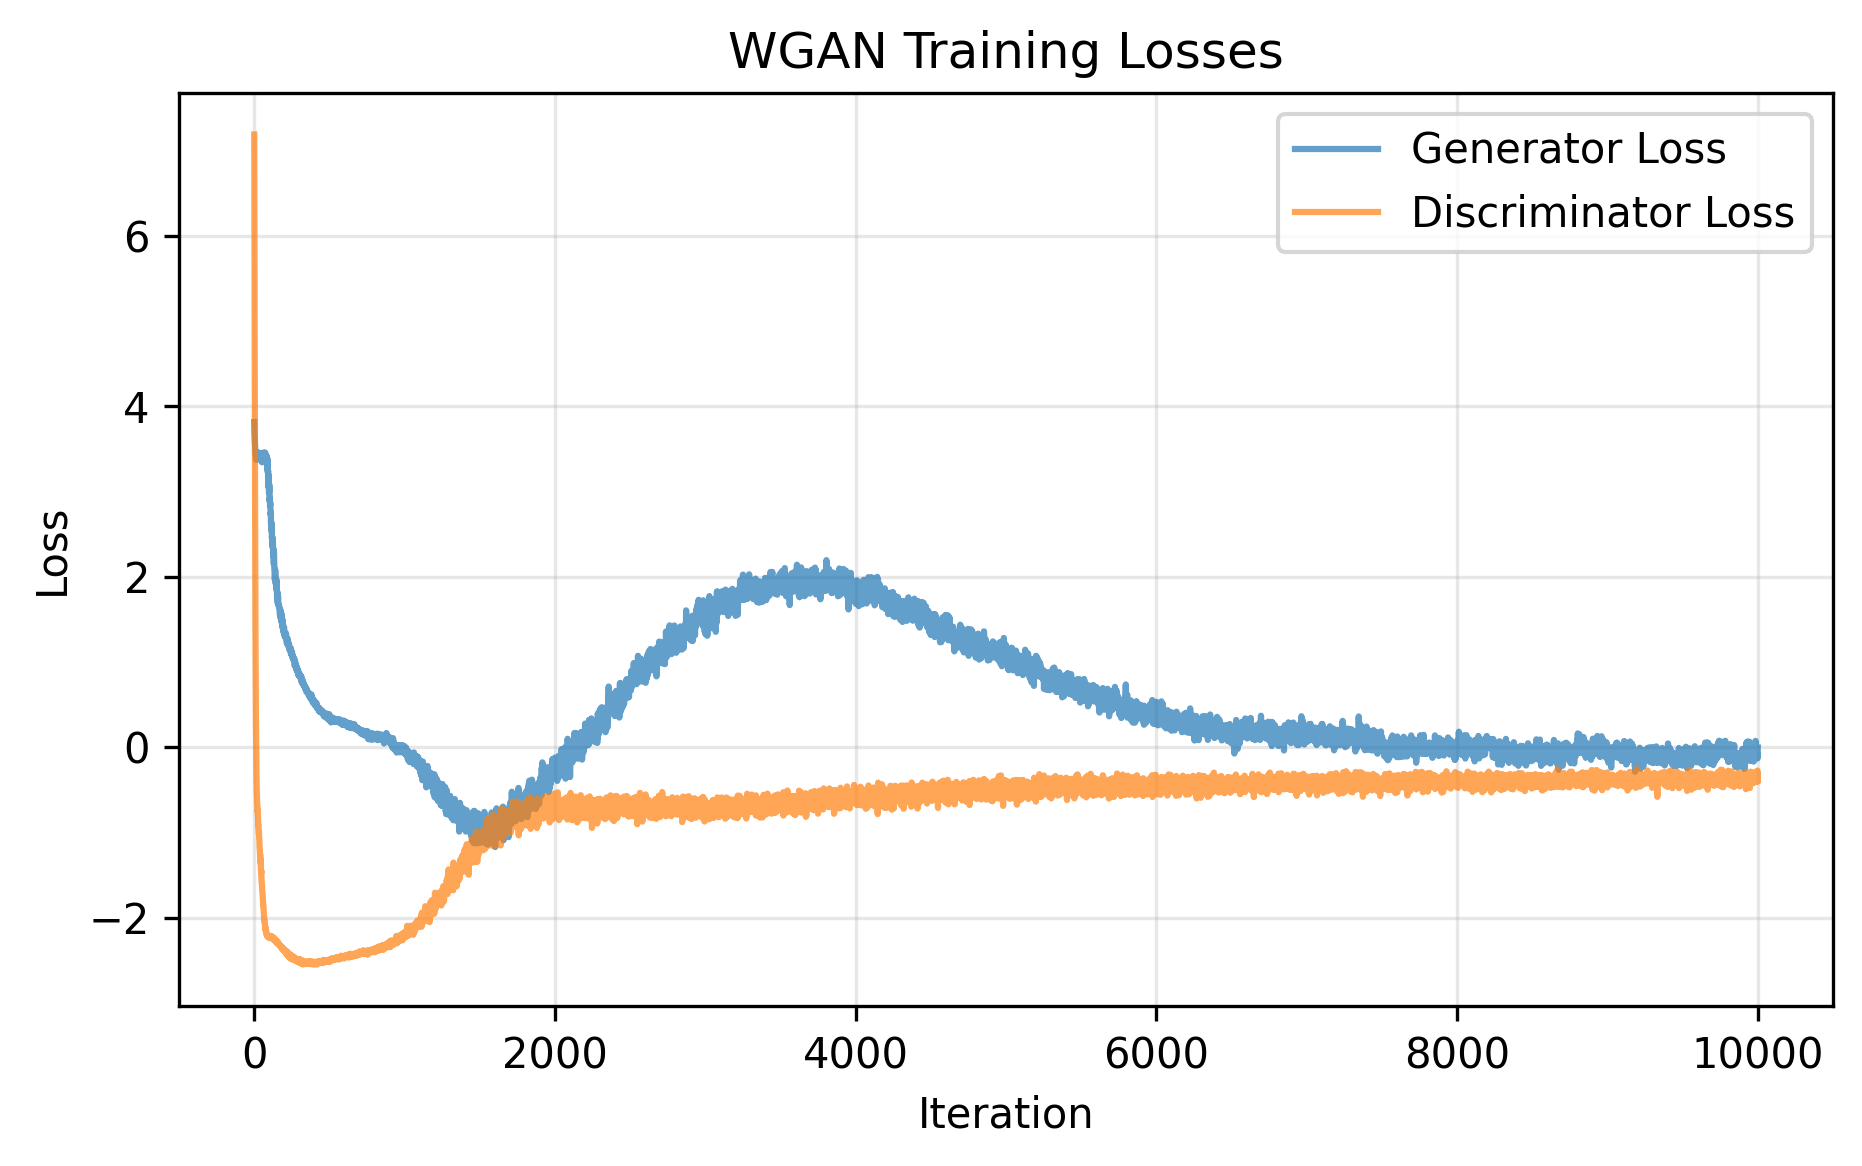 WGAN Training Losses
Generator Loss
Discriminator Loss
6
4
2
0
−2
Loss
0 2000 4000 6000 8000 10000
Iteration